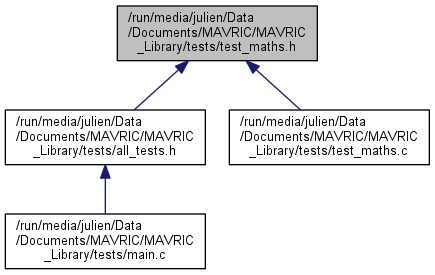 /run/media/julien/Data
/Documents/MAVRIC/MAVRIC
_Library/tests/test_maths.h
/run/media/julien/Data
/Documents/MAVRIC/MAVRIC
_Library/tests/all_tests.h
/run/media/julien/Data
/Documents/MAVRIC/MAVRIC
_Library/tests/test_maths.c
/run/media/julien/Data
/Documents/MAVRIC/MAVRIC
_Library/tests/main.c